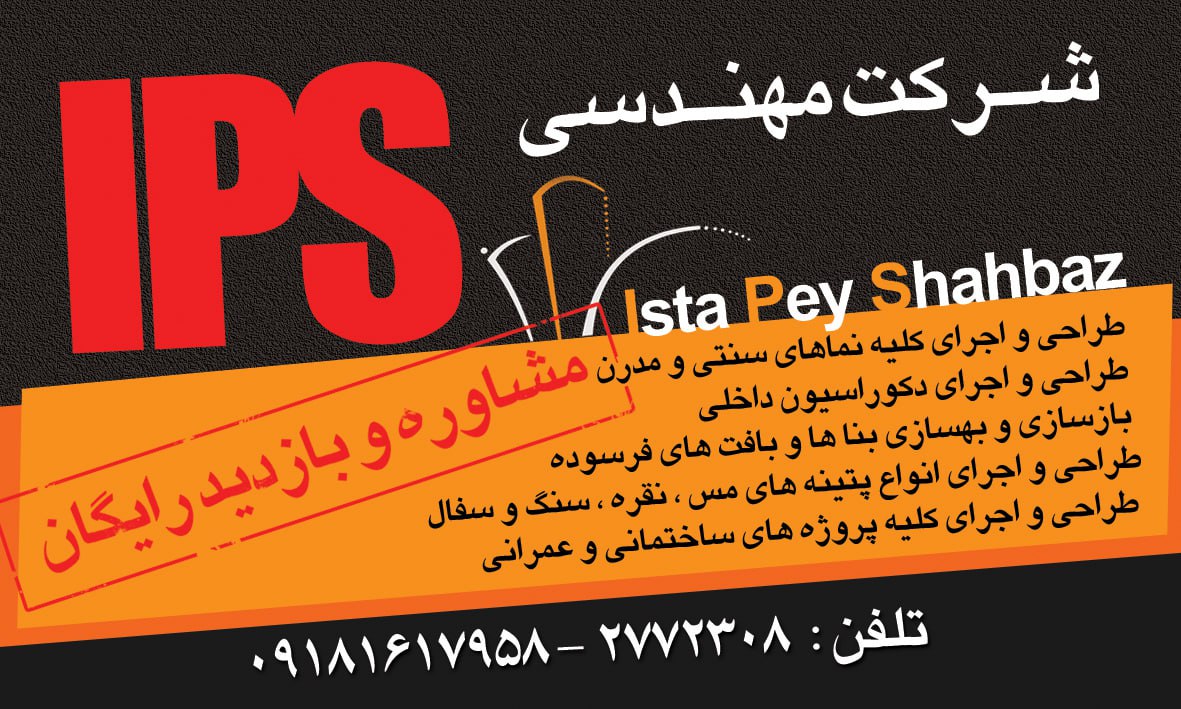 IPS
شرکت مهندسی
Ista Pey Shahbaz
طراحی و اجرای کلیه نماهای سنتی و مدرن
طراحی و اجرای دکوراسیون داخلی
بازسازی و بهسازی بنا ها و بافت های فرسوده
طراحی و اجرای انواع پتینه های مس ، نقره ، سنگ و سفال
طراحی و اجرای کلیه پروژه های ساختمانی و عمرانی
مشاوره و بازدید رایگان
تلفن : ۲۷۷۲۳۰۸ – ۰۹۱۸۱۶۱۷۹۵۸